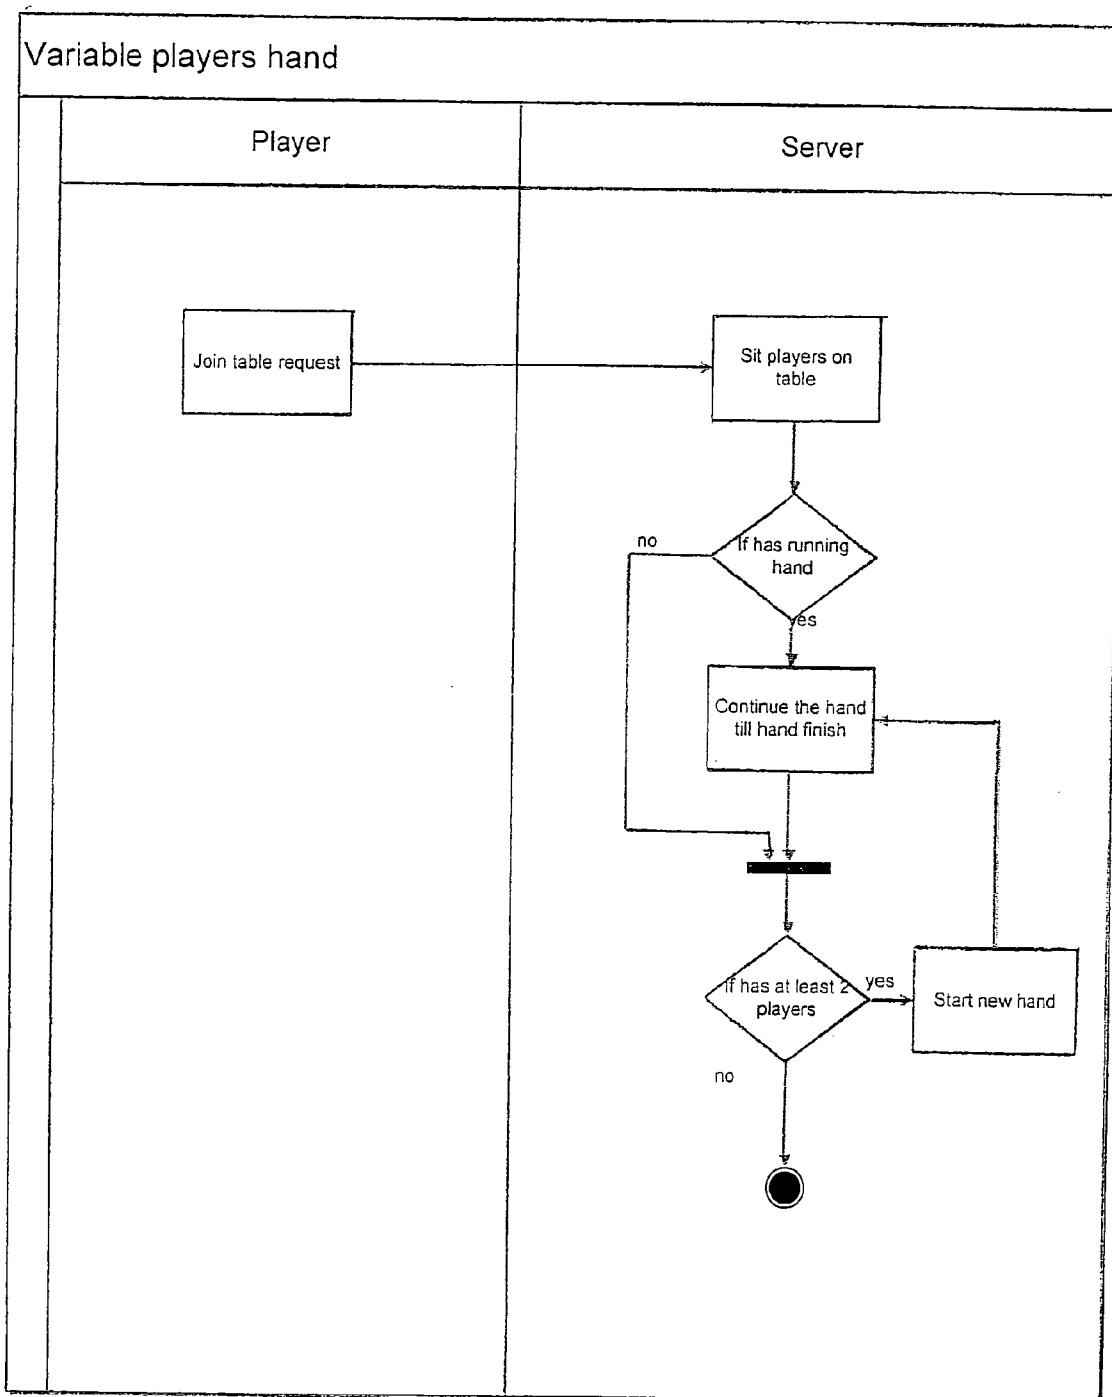 Variable players hand
Player
Server
Join table request
Sit players on
table
no
If has running
hand
yes
Continue the hand
till hand finish
If has at least 2
players
yes
Start new hand
no